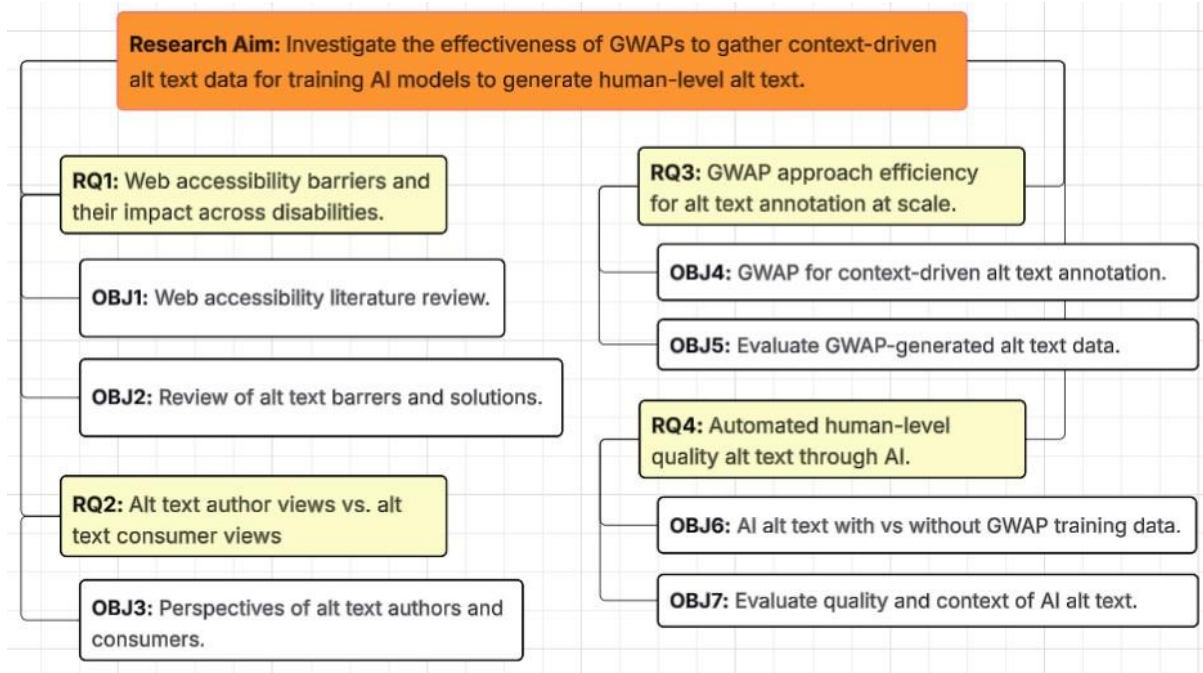 Research Aim: Investigate the effectiveness of GWAPs to gather context-driven
alt text data for training AI models to generate human-level alt text.
RQ1: Web accessibility barriers and
their impact across disabilities.
OBJ1: Web accessibility literature review.
OBJ2: Review of alt text barrers and solutions.
RQ2: Alt text author views vs. alt
text consumer views
OBJ3: Perspectives of alt text authors and
consumers.
RQ3: GWAP approach efficiency
for alt text annotation at scale.
OBJ4: GWAP for context-driven alt text annotation.
OBJ5: Evaluate GWAP-generated alt text data.
RQ4: Automated human-level
quality alt text through AI.
OBJ6: AI alt text with vs without GWAP training data.
OBJ7: Evaluate quality and context of AI alt text.